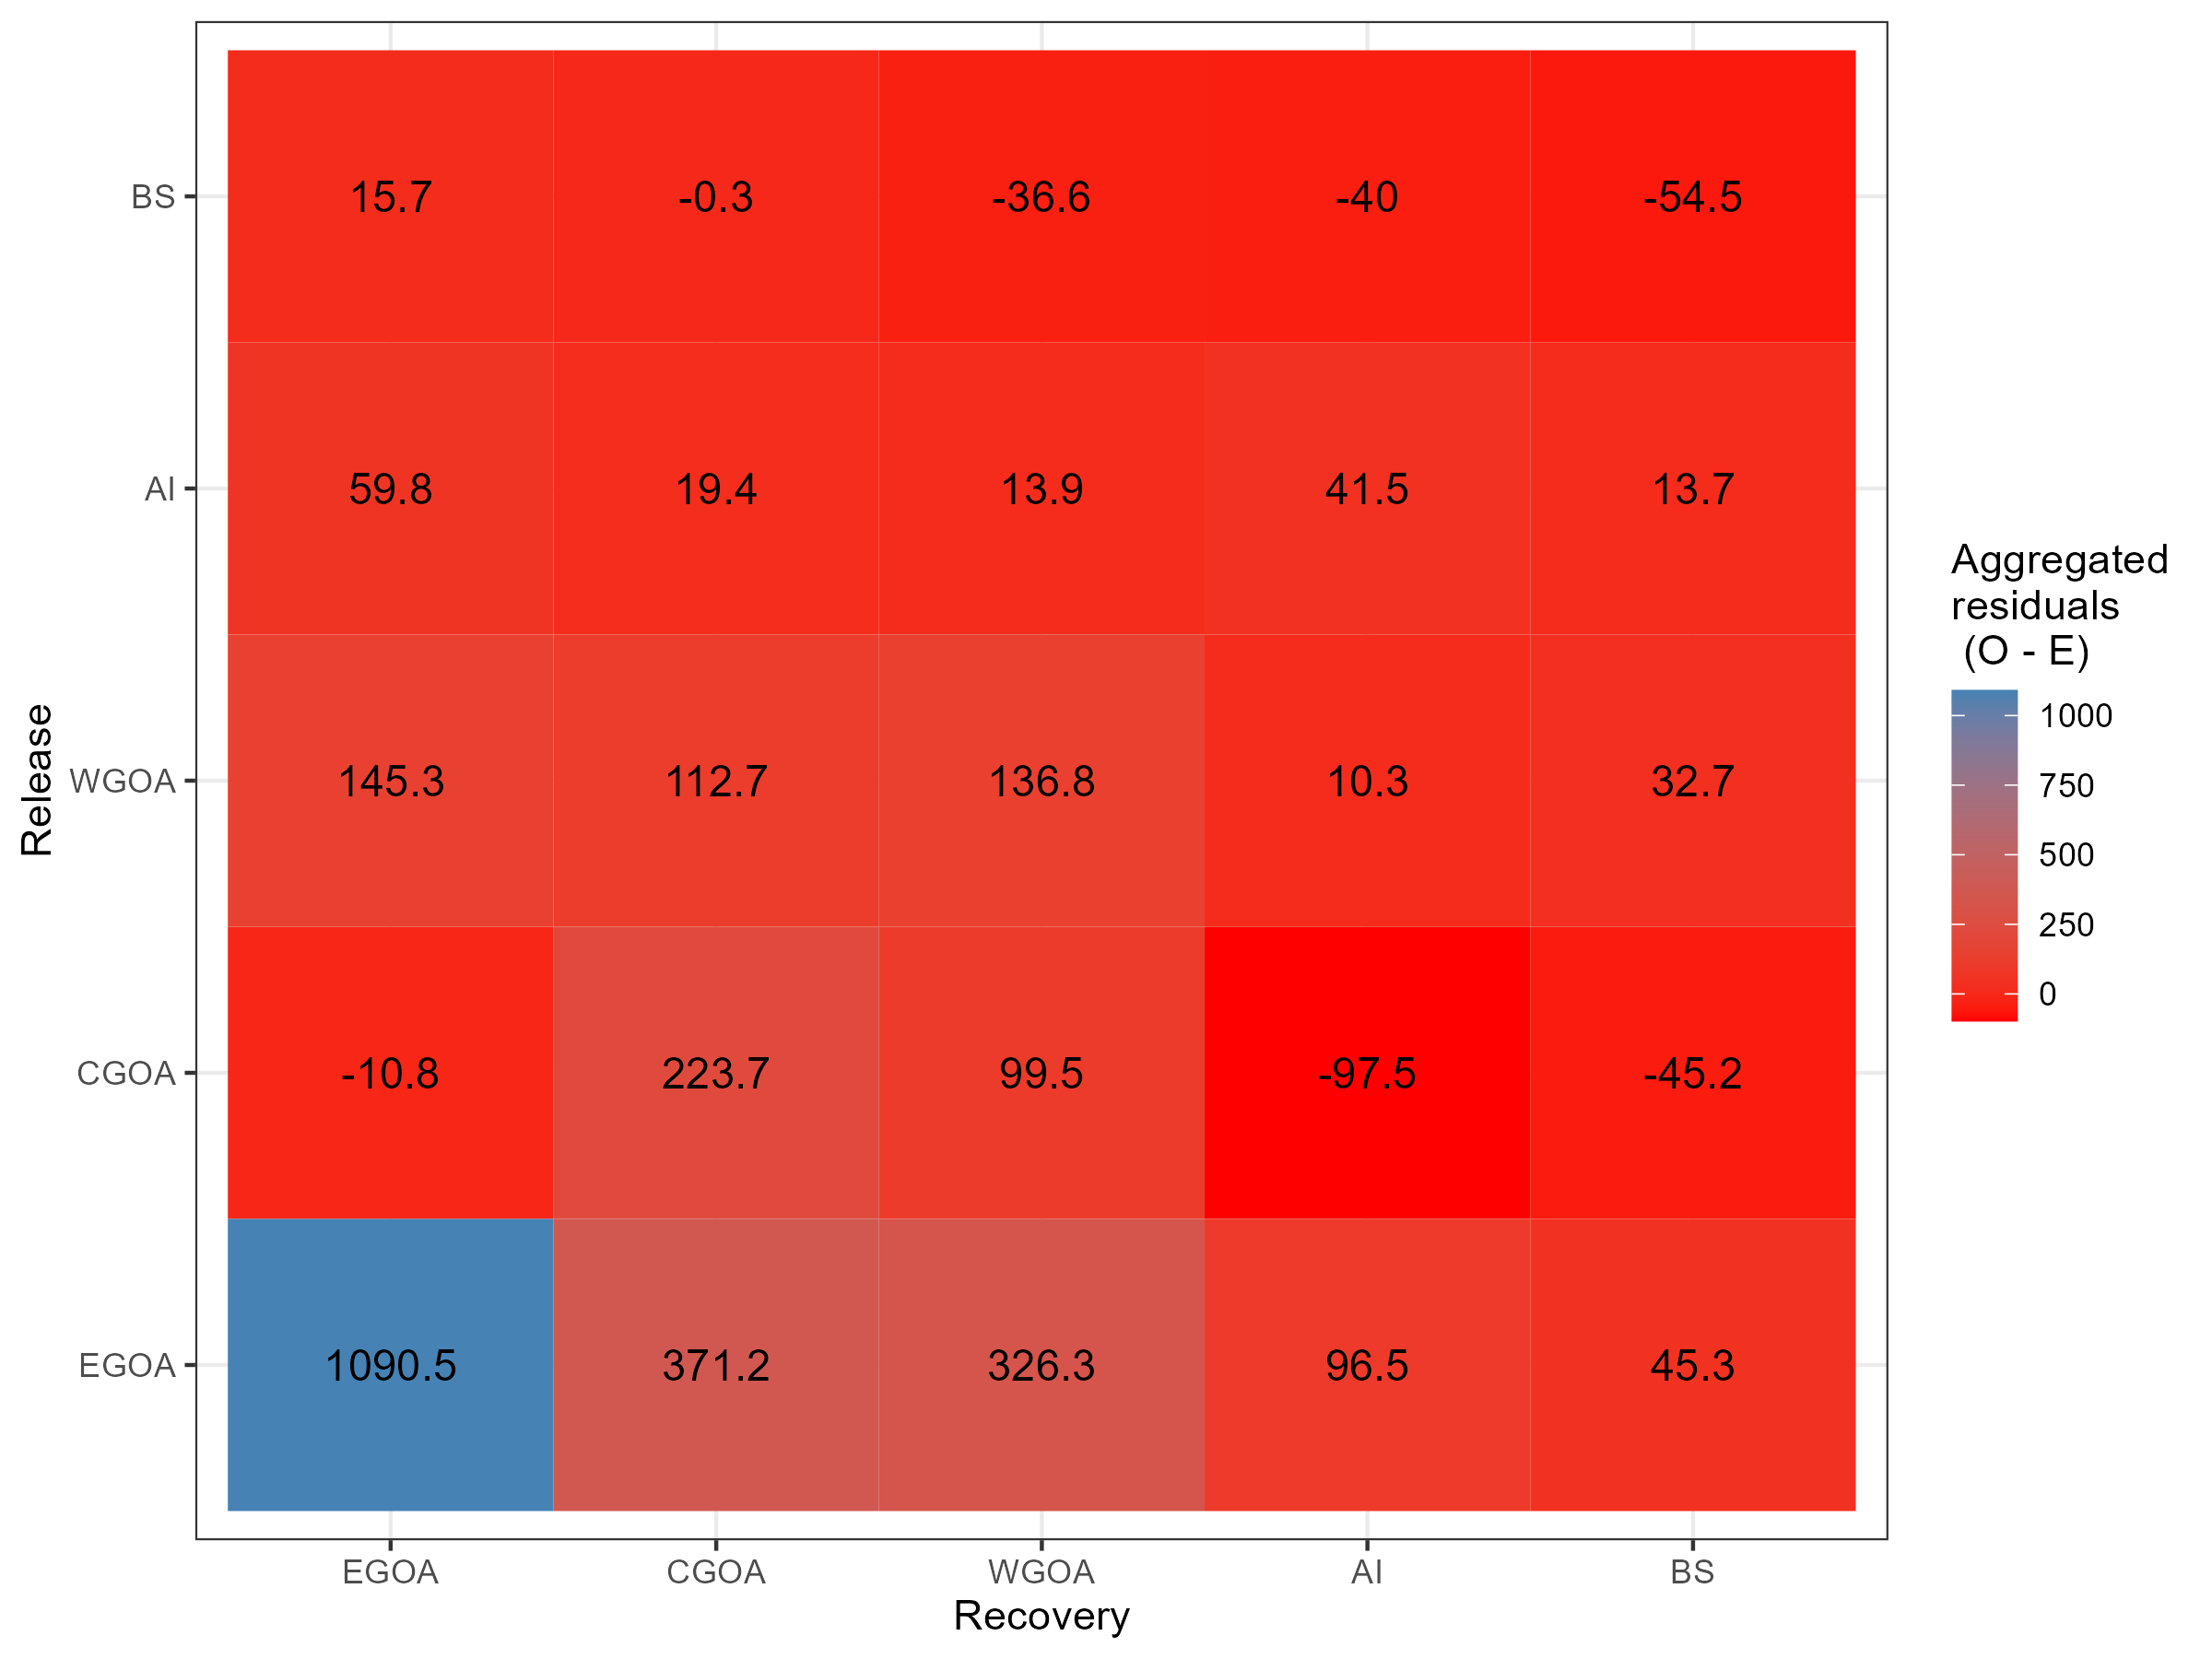 BS 15.7 -0.3 -36.6 -40 -54.5
AI 59.8 19.4 13.9 41.5 13.7
WGOA 145.3 112.7 136.8 10.3 32.7
CGOA -10.8 223.7 99.5 -97.5 -45.2
EGOA 1090.5 371.2 326.3 96.5 45.3
Release
EGOA CGOA WGOA AI BS
Recovery
Aggregated
residuals
(O - E)
1000
750
500
250
0